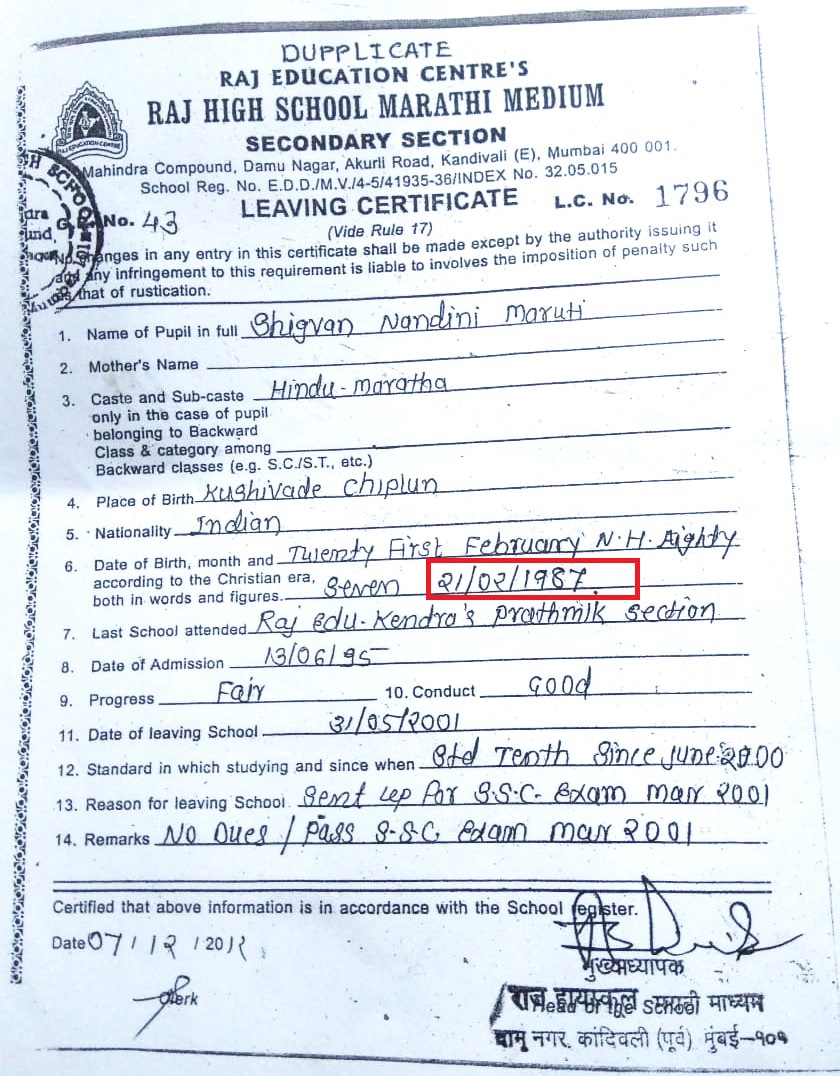 DUPPLICATE
RAJ EDUCATION CENTRE'S
RAJ HIGH SCHOOL MARATHI MEDIUM
SECONDARY SECTION
Mahindra Compound, Damu Nagar, Akurli Road, Kandivali (E), Mumbai 400 001.
School Reg. No. E.D.D./M.V./4-5/41935-36/INDEX No. 32.05.015
LEAVING CERTIFICATE L.C. No. 1796
No. 43 (Vide Rule 17)
changes in any entry in this certificate shall be made except by the authority issuing it
any infringement to this requirement is liable to involves the imposition of penalty such
that of rustication.
1. Name of Pupil in full Shigvan Nandini Maruti
2. Mother's Name
3. Caste and Sub-caste Hindu-maratha
only in the case of pupil
belonging to Backward
Class & category among
Backward classes (e.g. S.C./S.T., etc.)
4. Place of Birth Kushivade Chiplun
5. Nationality Indian
6. Date of Birth, month and Twenty First February N.H. Aighty
according to the Christian era, Seven 21/02/1987.
both in words and figures.
7. Last School attended Raj Edu-Kendra's Prathmik Section
8. Date of Admission 13/06/95
9. Progress Fair 10. Conduct Good
11. Date of leaving School 31/05/2001
12. Standard in which studying and since when Std Tenth Since June 2000
13. Reason for leaving School Sent up For S.S.C. Exam Mar 2001
14. Remarks No Dues / Pass S.S.C Exam Mar 2001
Certified that above information is in accordance with the School register.
Date 07/12/2012
Clerk
मुख्याध्यापक
राज हायस्कूल मराठी माध्यम
Head of the School
दामू नगर, कांदिवली (पूर्व) मुंबई-१०१